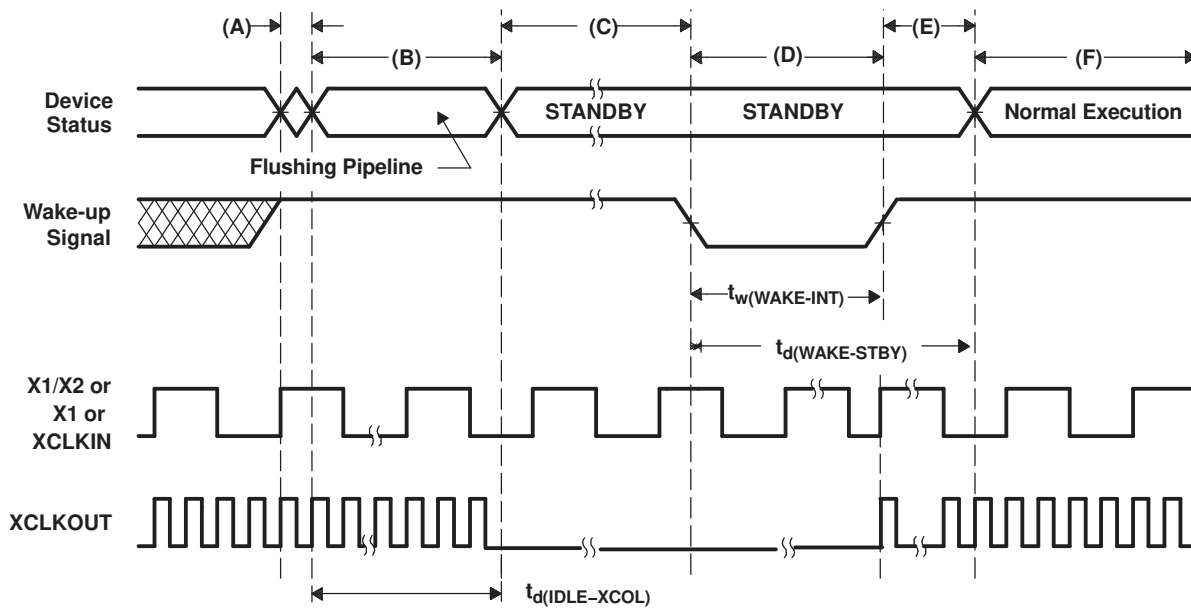 (A)
(C)
(E)
(B)
(D)
(F)
Device
Status
STANDBY
STANDBY
Normal Execution
Flushing Pipeline
Wake-up
Signal
tw(WAKE-INT)
td(WAKE-STBY)
X1/X2 or
X1 or
XCLKIN
XCLKOUT
td(IDLE−XCOL)